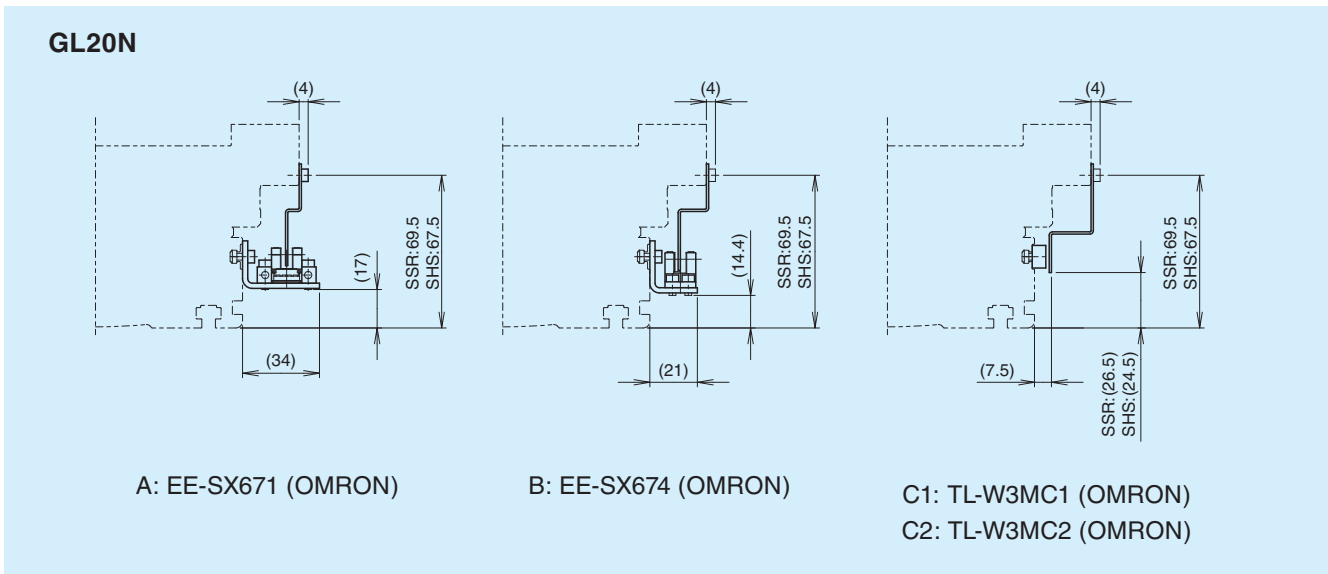 GL20N
(4)
(17)
SSR:69.5
SHS:67.5
(34)
A: EE-SX671 (OMRON)
(4)
(14.4)
SSR:69.5
SHS:67.5
(21)
B: EE-SX674 (OMRON)
(4)
SSR:69.5
SHS:67.5
(7.5)
SSR:(26.5)
SHS:(24.5)
C1: TL-W3MC1 (OMRON)
C2: TL-W3MC2 (OMRON)